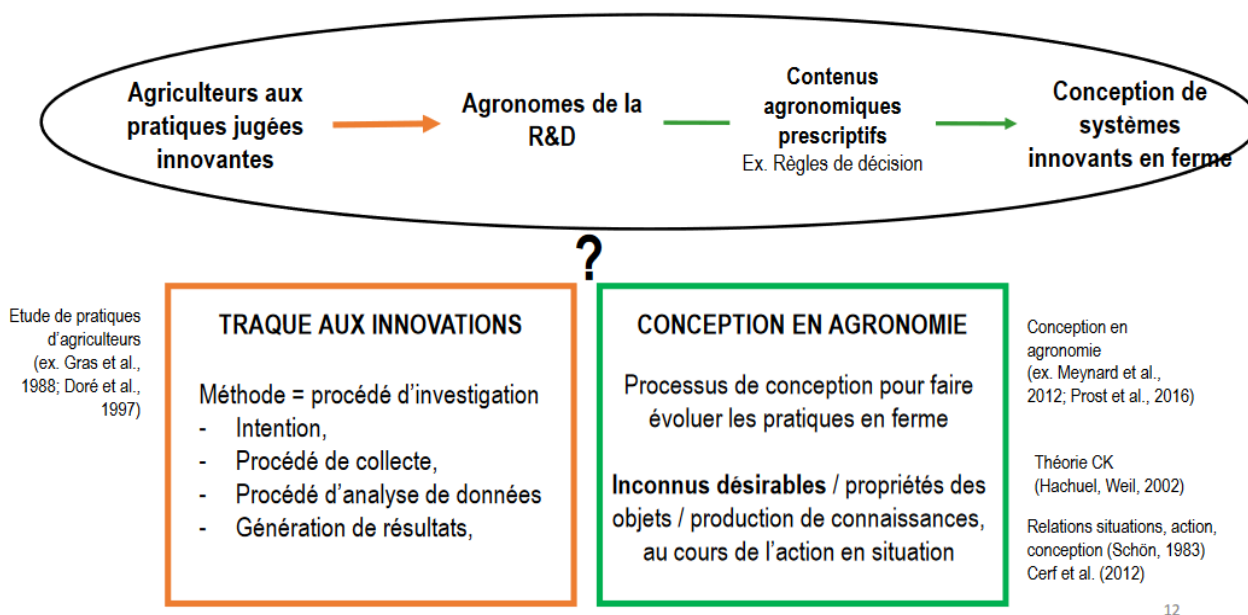 Agriculteurs aux
pratiques jugées
innovantes
Agronomes de la
R&D
Contenus
agronomiques
prescriptifs
Ex. Règles de décision
Conception de
systèmes
innovants en ferme
?
Etude de pratiques
d'agriculteurs
(ex. Gras et al.,
1988; Doré et al.,
1997)
TRAQUE AUX INNOVATIONS
Méthode = procédé d'investigation
- Intention,
- Procédé de collecte,
- Procédé d'analyse de données
- Génération de résultats,
CONCEPTION EN AGRONOMIE
Processus de conception pour faire
évoluer les pratiques en ferme
Inconnus désirables / propriétés des
objets / production de connaissances,
au cours de l'action en situation
Conception en
agronomie
(ex. Meynard et al.,
2012; Prost et al., 2016)
Théorie CK
(Hachuel, Weil, 2002)
Relations situations, action,
conception (Schön, 1983)
Cerf et al. (2012)
12